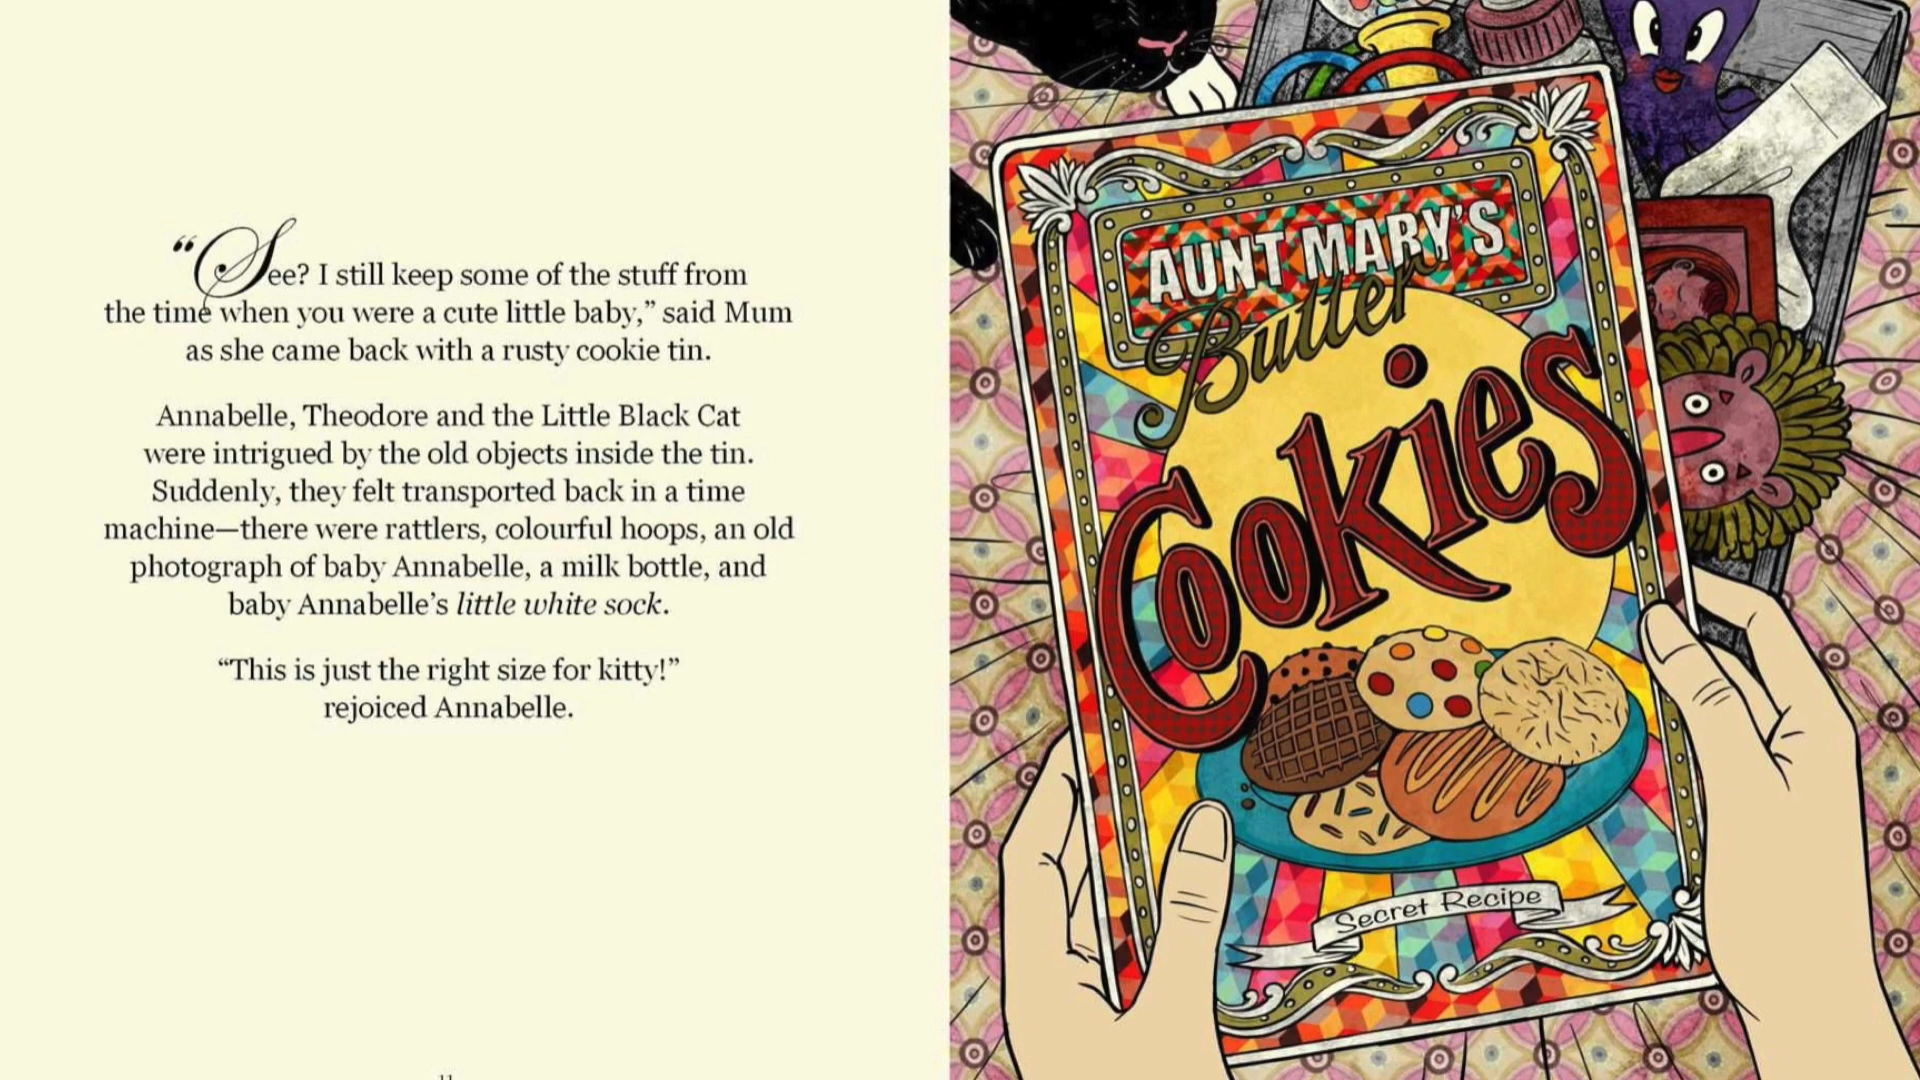 “See? I still keep some of the stuff from
the time when you were a cute little baby,” said Mum
as she came back with a rusty cookie tin.
Annabelle, Theodore and the Little Black Cat
were intrigued by the old objects inside the tin.
Suddenly, they felt transported back in a time
machine—there were rattlers, colourful hoops, an old
photograph of baby Annabelle, a milk bottle, and
baby Annabelle’s little white sock.
“This is just the right size for kitty!”
rejoiced Annabelle.
AUNT MARY'S
Butter
Cookies
Secret Recipe